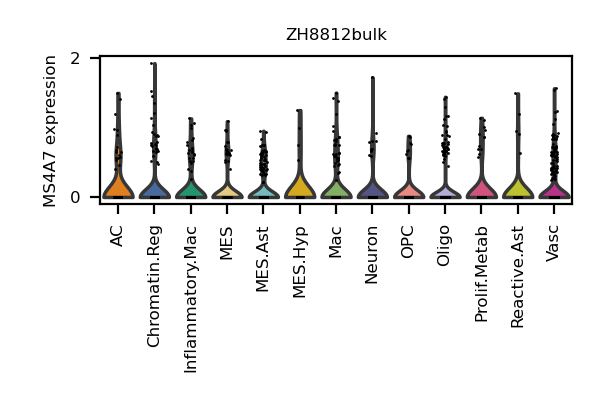 ZH8812bulk
MS4A7 expression
2
0
AC
Chromatin.Reg
Inflammatory.Mac
MES
MES.Ast
MES.Hyp
Mac
Neuron
OPC
Oligo
Prolif.Metab
Reactive.Ast
Vasc